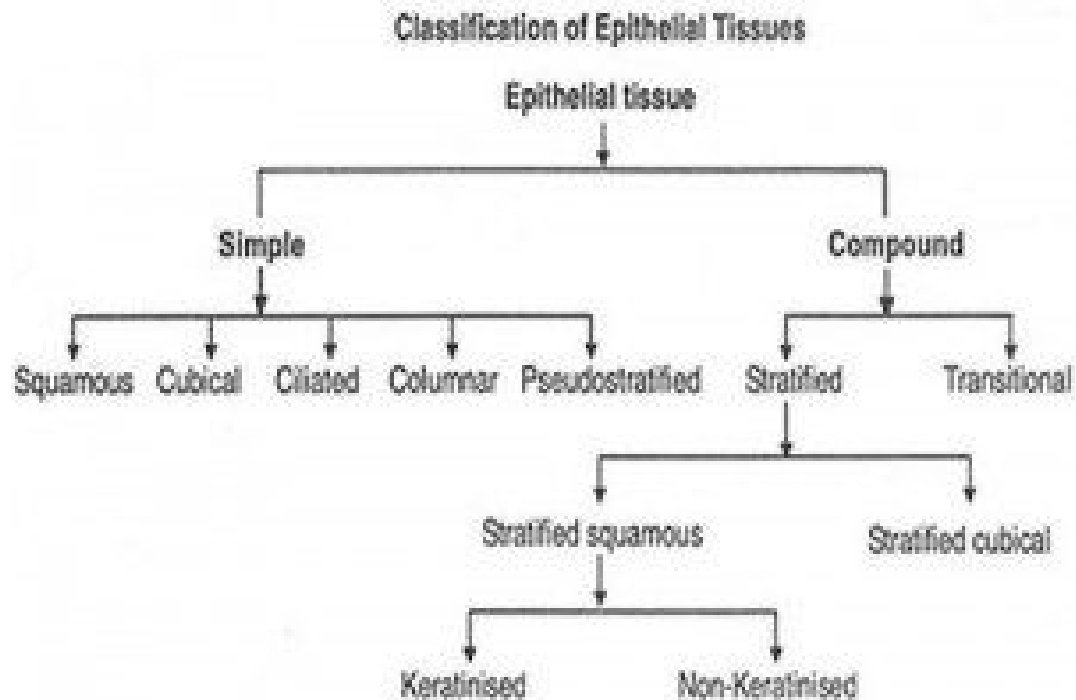 Classification of Epithelial Tissues
Epithelial tissue
Simple
Compound
Squamous Cubical Ciliated Columnar Pseudostratified Stratified Transitional
Stratified squamous
Stratified cubical
Keratinised
Non-Keratinised